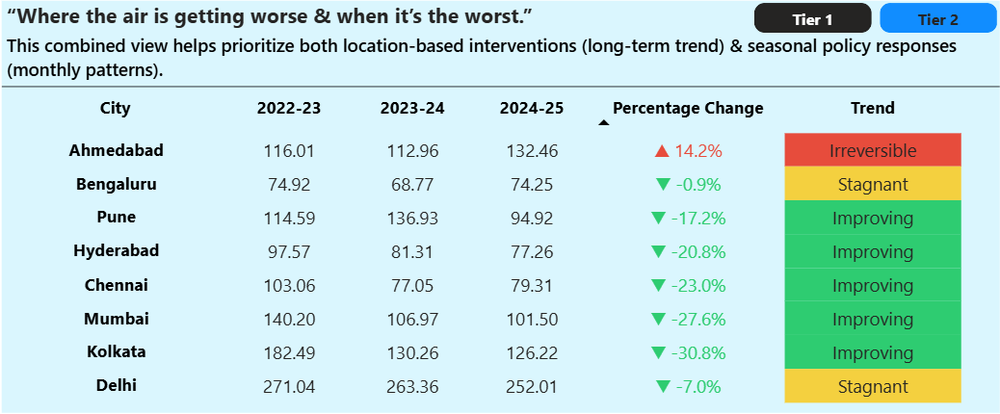 “Where the air is getting worse & when it’s the worst.”
Tier 1
Tier 2
This combined view helps prioritize both location-based interventions (long-term trend) & seasonal policy responses
(monthly patterns).
City 2022-23 2023-24 2024-25 Percentage Change Trend
Ahmedabad 116.01 112.96 132.46 ▲ 14.2% Irreversible
Bengaluru 74.92 68.77 74.25 ▼ -0.9% Stagnant
Pune 114.59 136.93 94.92 ▼ -17.2% Improving
Hyderabad 97.57 81.31 77.26 ▼ -20.8% Improving
Chennai 103.06 77.05 79.31 ▼ -23.0% Improving
Mumbai 140.20 106.97 101.50 ▼ -27.6% Improving
Kolkata 182.49 130.26 126.22 ▼ -30.8% Improving
Delhi 271.04 263.36 252.01 ▼ -7.0% Stagnant